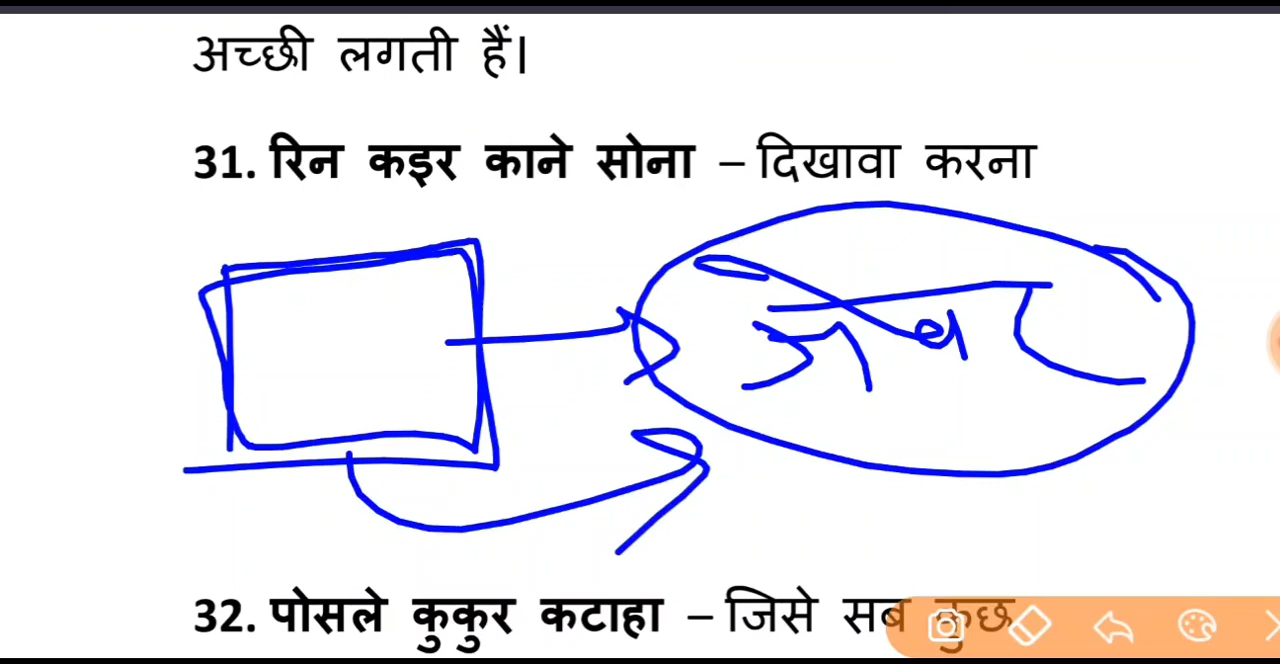 अच्छी लगती हैं।
31. रिन कइर काने सोना – दिखावा करना
32. पोसले कुकुर कटाहा – जिसे सब कुछ